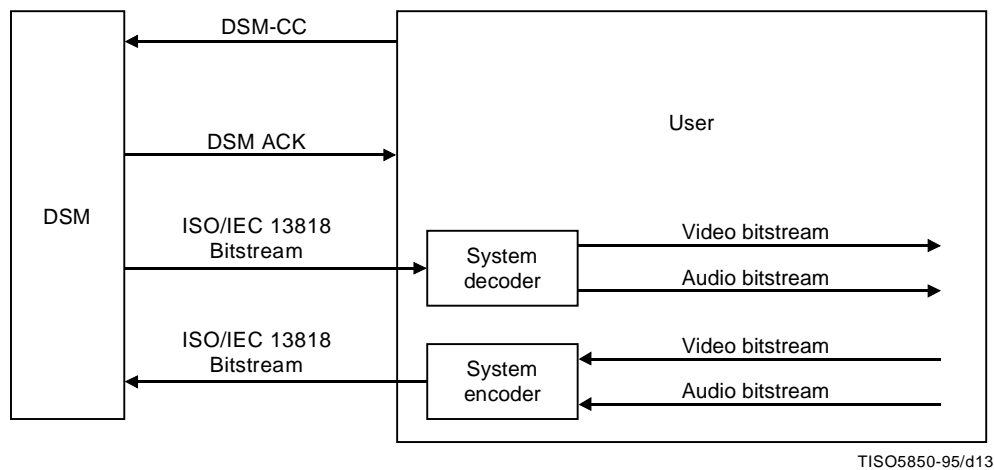 DSM-CC
User
DSM ACK
DSM
ISO/IEC 13818
Bitstream
System
decoder
Video bitstream
Audio bitstream
ISO/IEC 13818
Bitstream
System
encoder
Video bitstream
Audio bitstream
TISO5850-95/d13